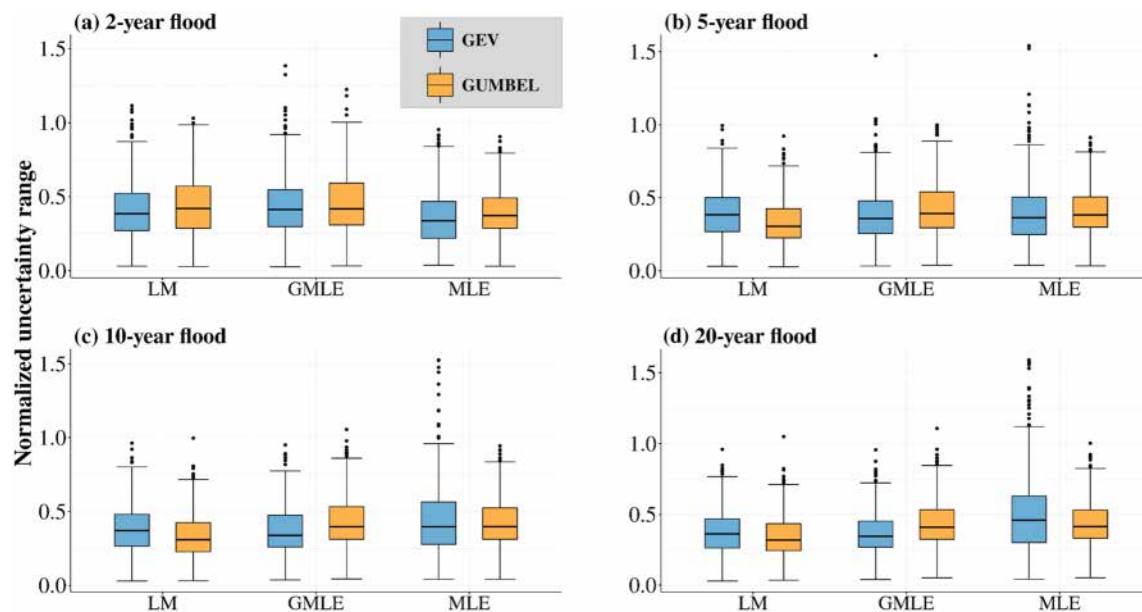 Normalized uncertainty range
(a) 2-year flood
GEV
GUMBEL
1.5
1.0
0.5
0.0
LM GMLE MLE
(b) 5-year flood
1.5
1.0
0.5
0.0
LM GMLE MLE
(c) 10-year flood
1.5
1.0
0.5
0.0
LM GMLE MLE
(d) 20-year flood
1.5
1.0
0.5
0.0
LM GMLE MLE